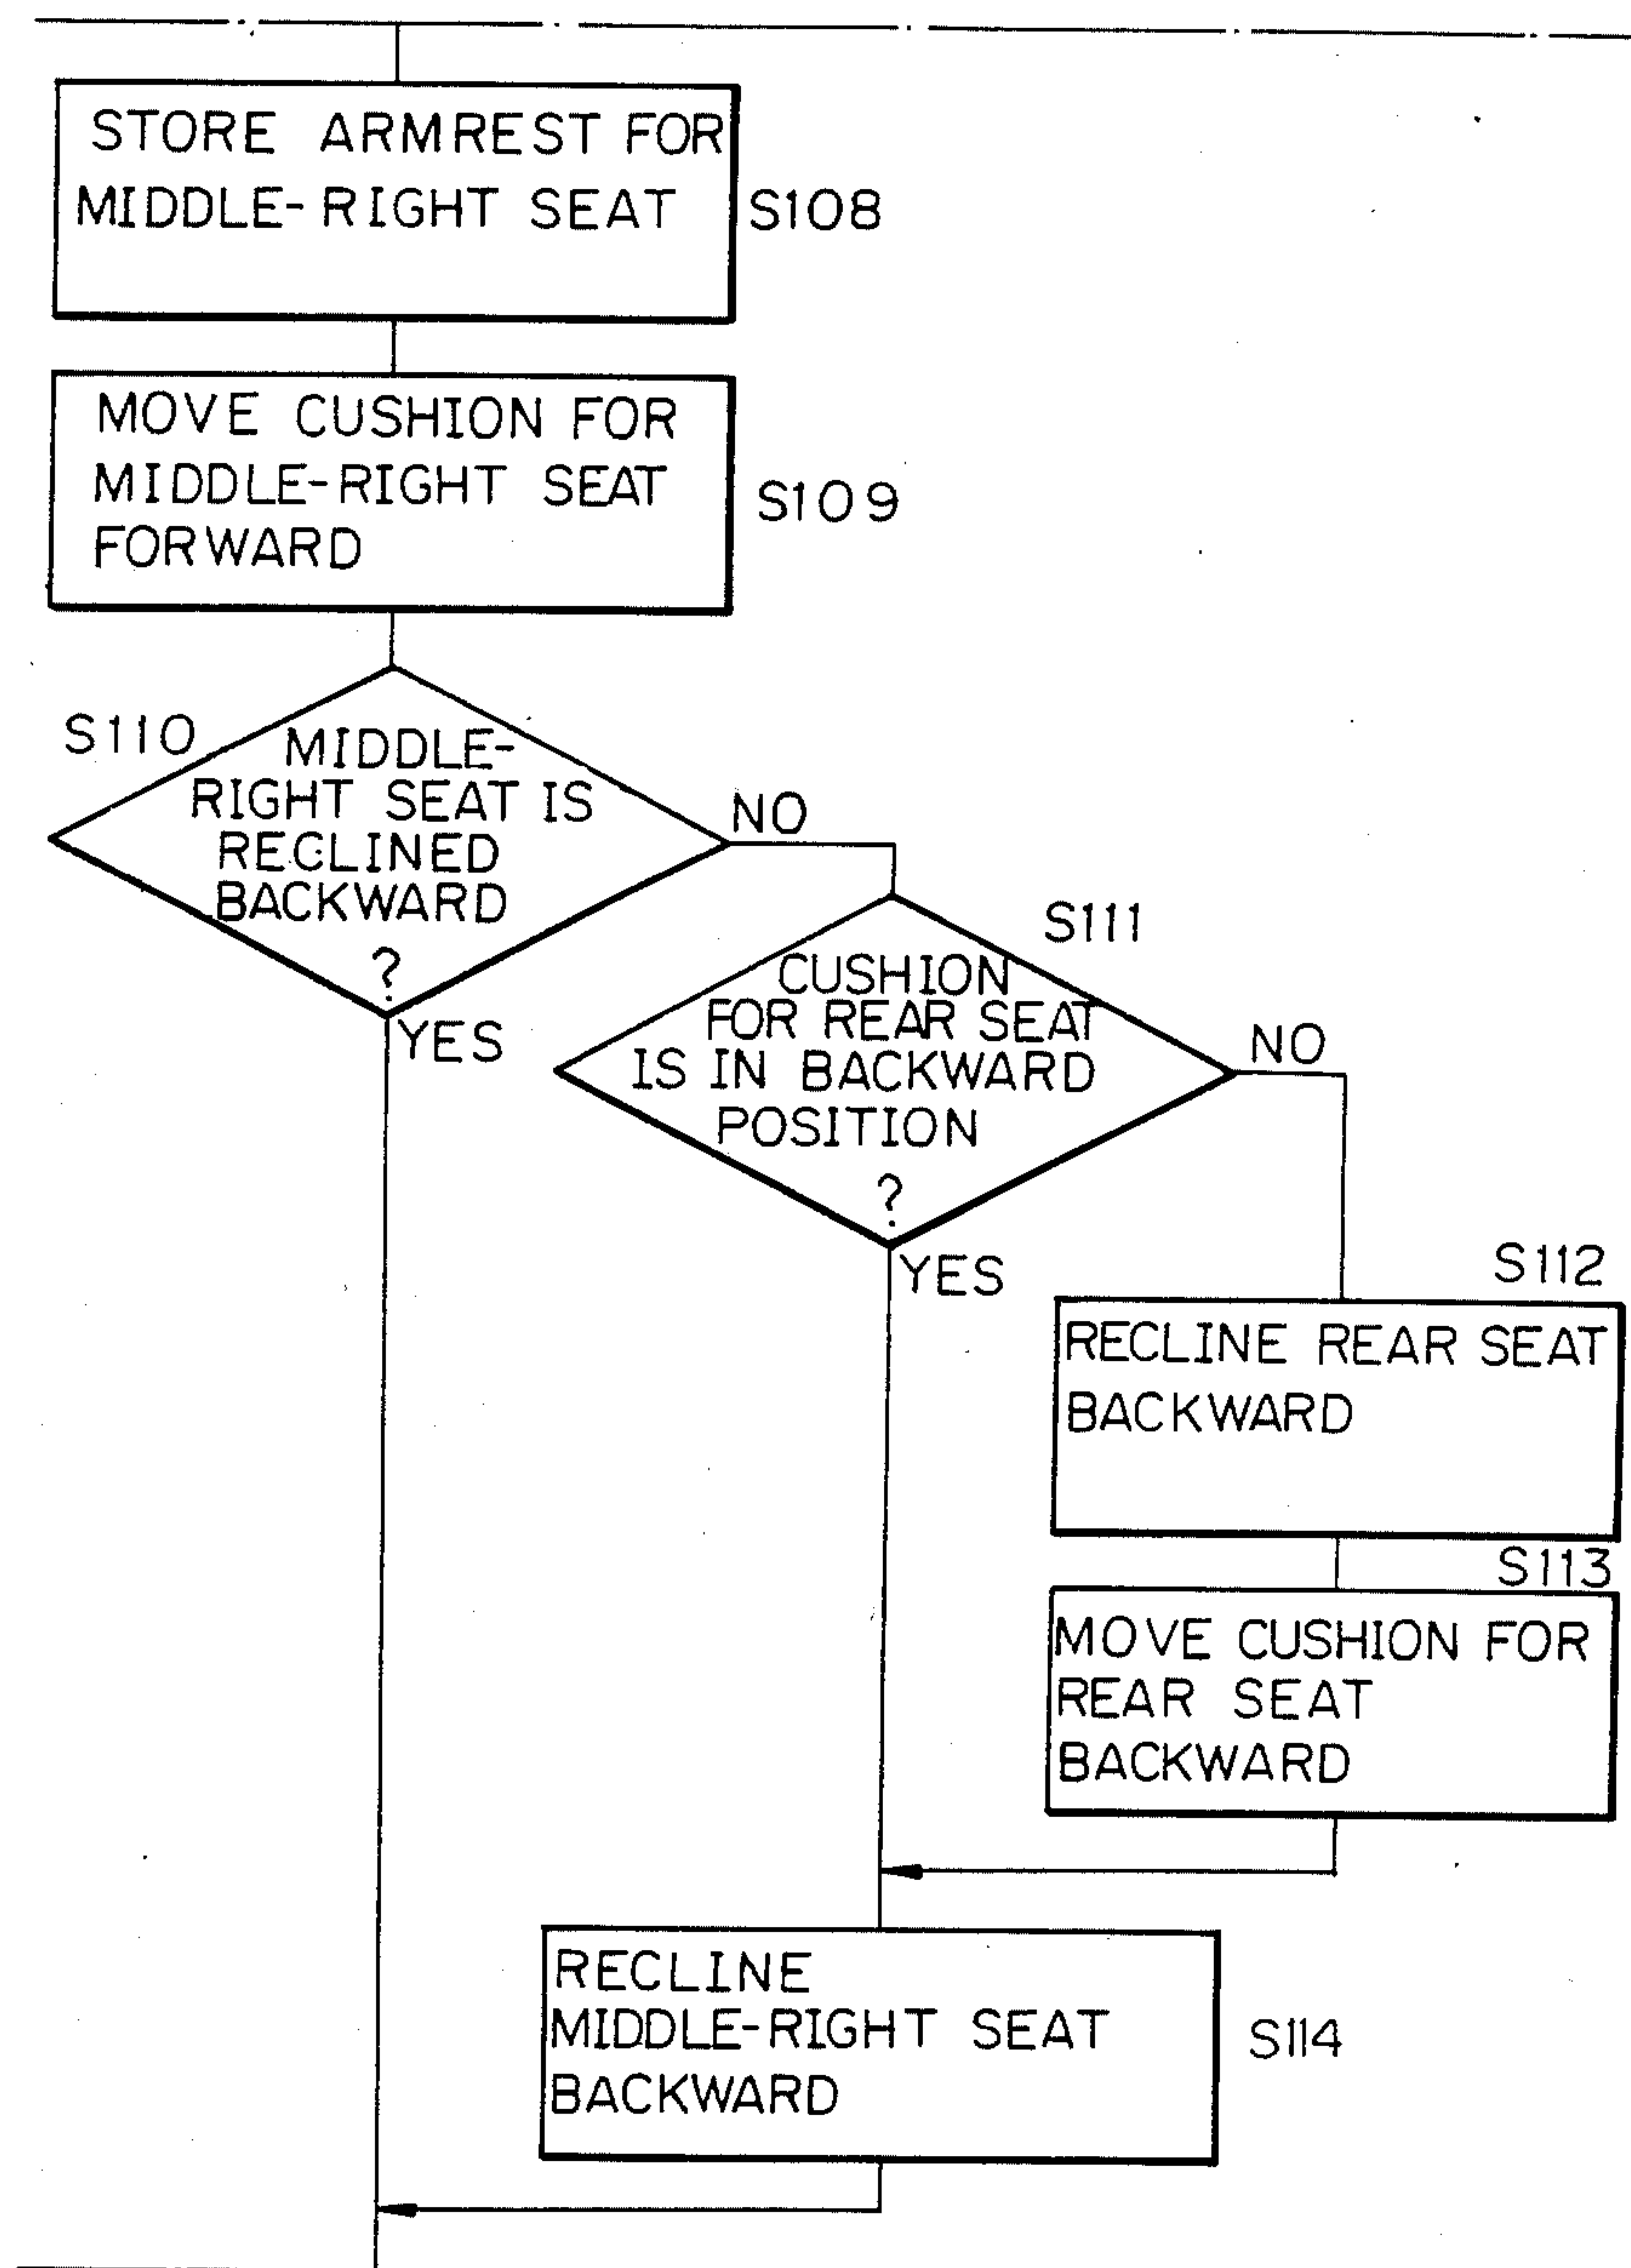 STORE ARMREST FOR
MIDDLE-RIGHT SEAT
S108
MOVE CUSHION FOR
MIDDLE-RIGHT SEAT
FORWARD
S109
S110
MIDDLE-
RIGHT SEAT IS
RECLINED
BACKWARD
?
NO
YES
S111
CUSHION
FOR REAR SEAT
IS IN BACKWARD
POSITION
?
NO
YES
S112
RECLINE REAR SEAT
BACKWARD
S113
MOVE CUSHION FOR
REAR SEAT
BACKWARD
RECLINE
MIDDLE-RIGHT SEAT
BACKWARD
S114